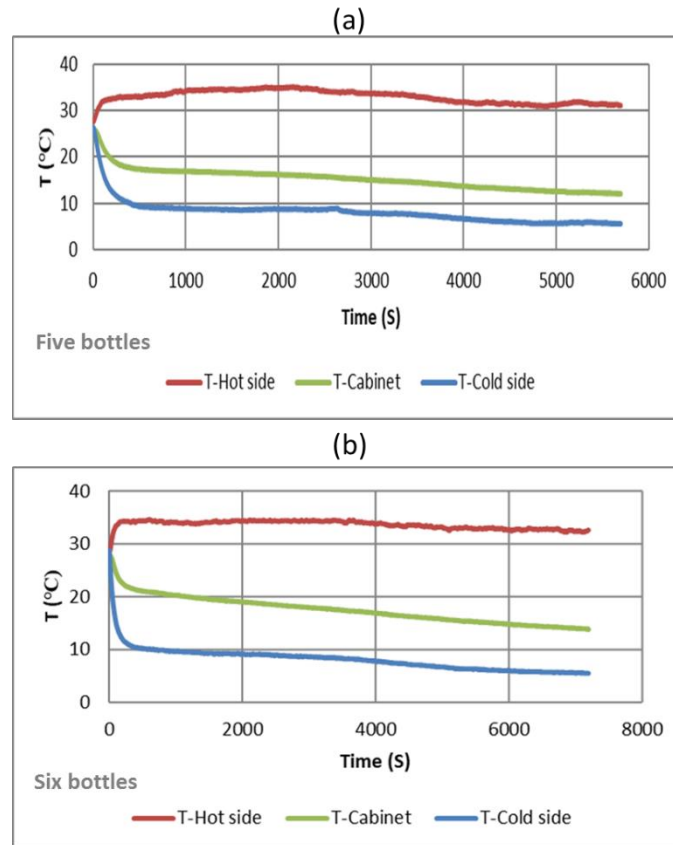 (a)
40
30
20
10
0
T (°C)
0 1000 2000 3000 4000 5000 6000
Time (S)
Five bottles
T-Hot side T-Cabinet T-Cold side
(b)
40
30
20
10
0
T (°C)
0 2000 4000 6000 8000
Time (S)
Six bottles
T-Hot side T-Cabinet T-Cold side